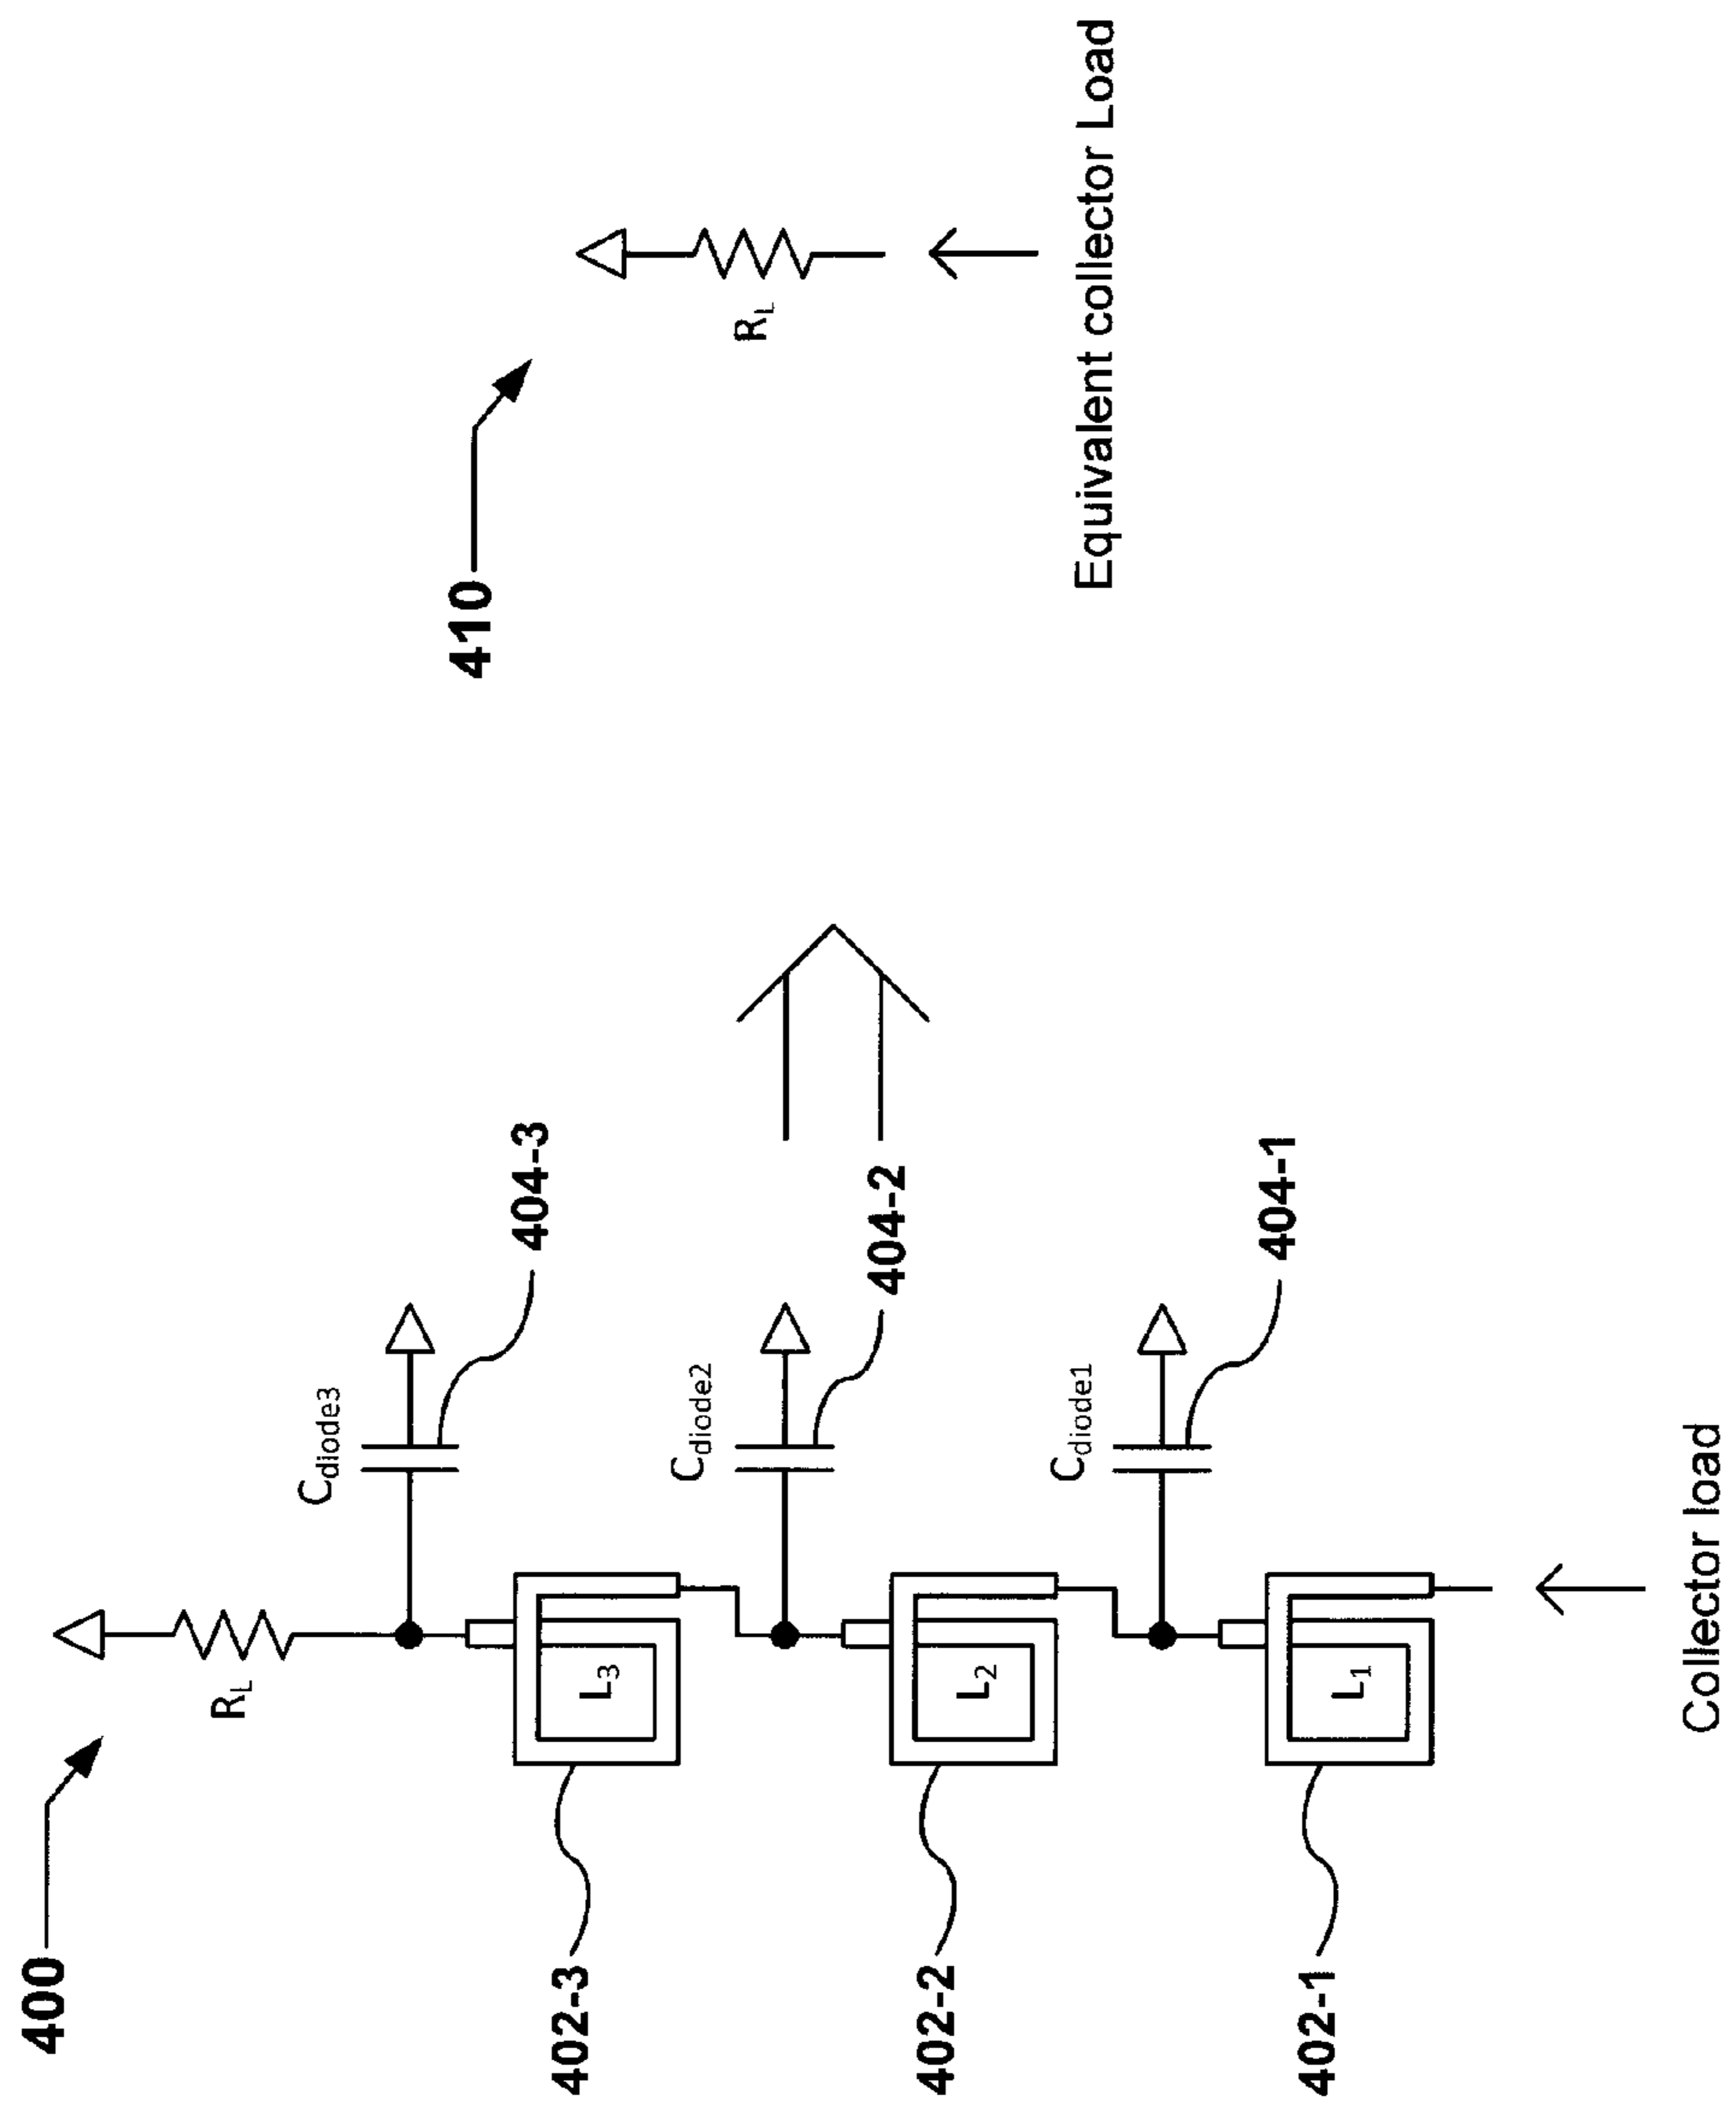 400
R_L
C_diode3
404-3
L_3
402-3
C_diode2
404-2
L_2
402-2
C_diode1
404-1
L_1
402-1
Collector load
410
R_L
Equivalent collector Load